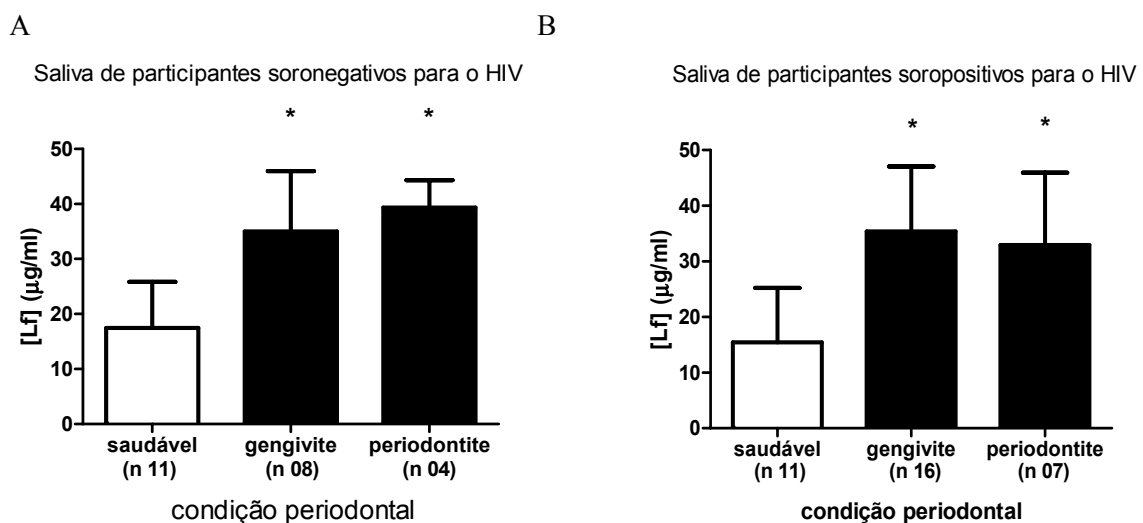 A
Saliva de participantes soronegativos para o HIV
* *
50
40
30
20
10
0
[Lf] (µg/ml)
saudável gengivite periodontite
(n 11) (n 08) (n 04)
condição periodontal
B
Saliva de participantes soropositivos para o HIV
* *
50
40
30
20
10
0
[Lf] (µg/ml)
saudável gengivite periodontite
(n 11) (n 16) (n 07)
condição periodontal